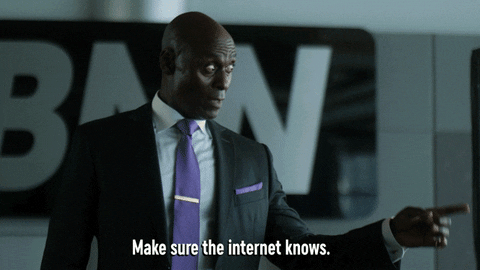 Make sure the internet knows.